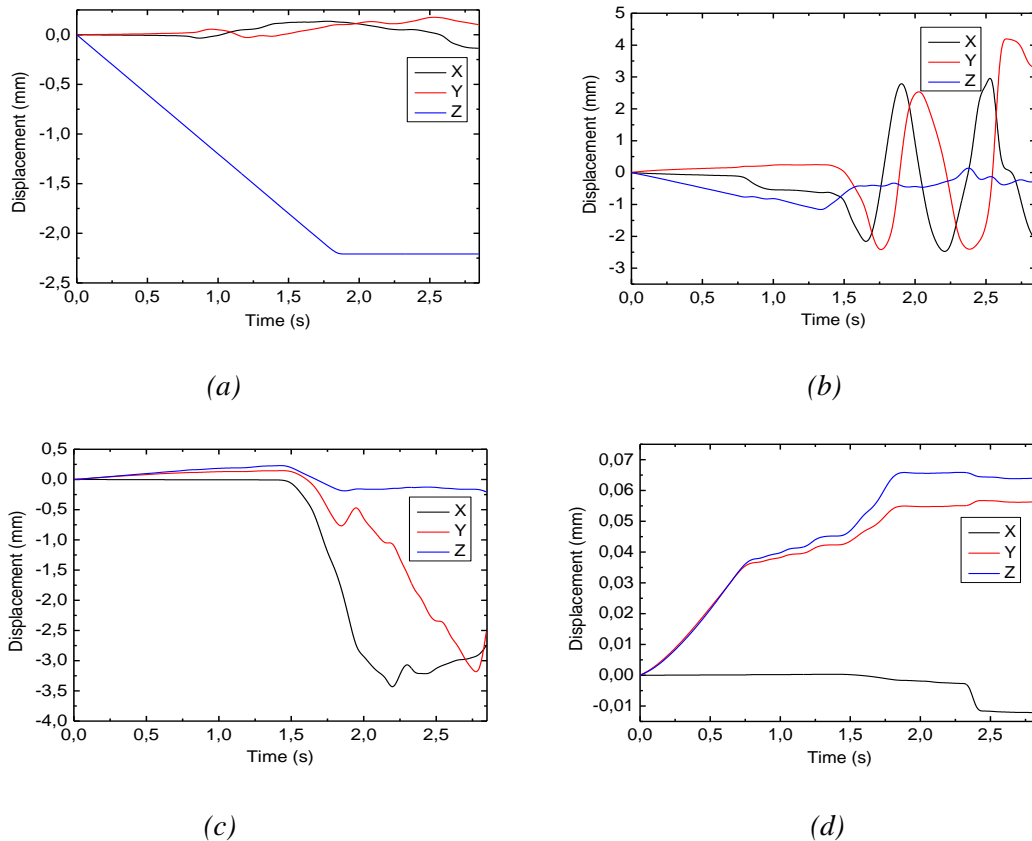 0,0
-0,5
-1,0
-1,5
-2,0
-2,5
Displacement (mm)
X
Y
Z
0,0 0,5 1,0 1,5 2,0 2,5
Time (s)
(a)
5
4
3
2
1
0
-1
-2
-3
Displacement (mm)
X
Y
Z
0,0 0,5 1,0 1,5 2,0 2,5
Time (s)
(b)
0,5
0,0
-0,5
-1,0
-1,5
-2,0
-2,5
-3,0
-3,5
-4,0
Displacement (mm)
X
Y
Z
0,0 0,5 1,0 1,5 2,0 2,5
Time (s)
(c)
0,07
0,06
0,05
0,04
0,03
0,02
0,01
0,00
-0,01
Displacement (mm)
X
Y
Z
0,0 0,5 1,0 1,5 2,0 2,5
Time (s)
(d)